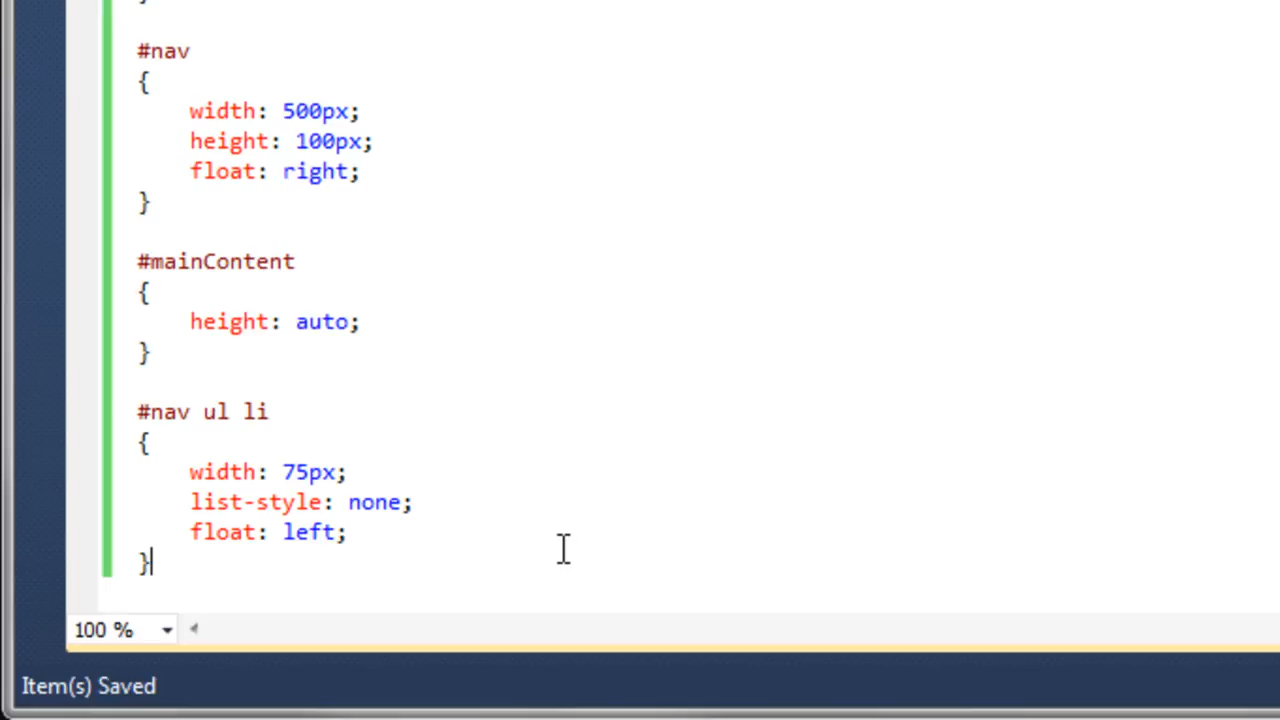 #nav
{
width: 500px;
height: 100px;
float: right;
}
#mainContent
{
height: auto;
}
#nav ul li
{
width: 75px;
list-style: none;
float: left;
}
100 %
Item(s) Saved